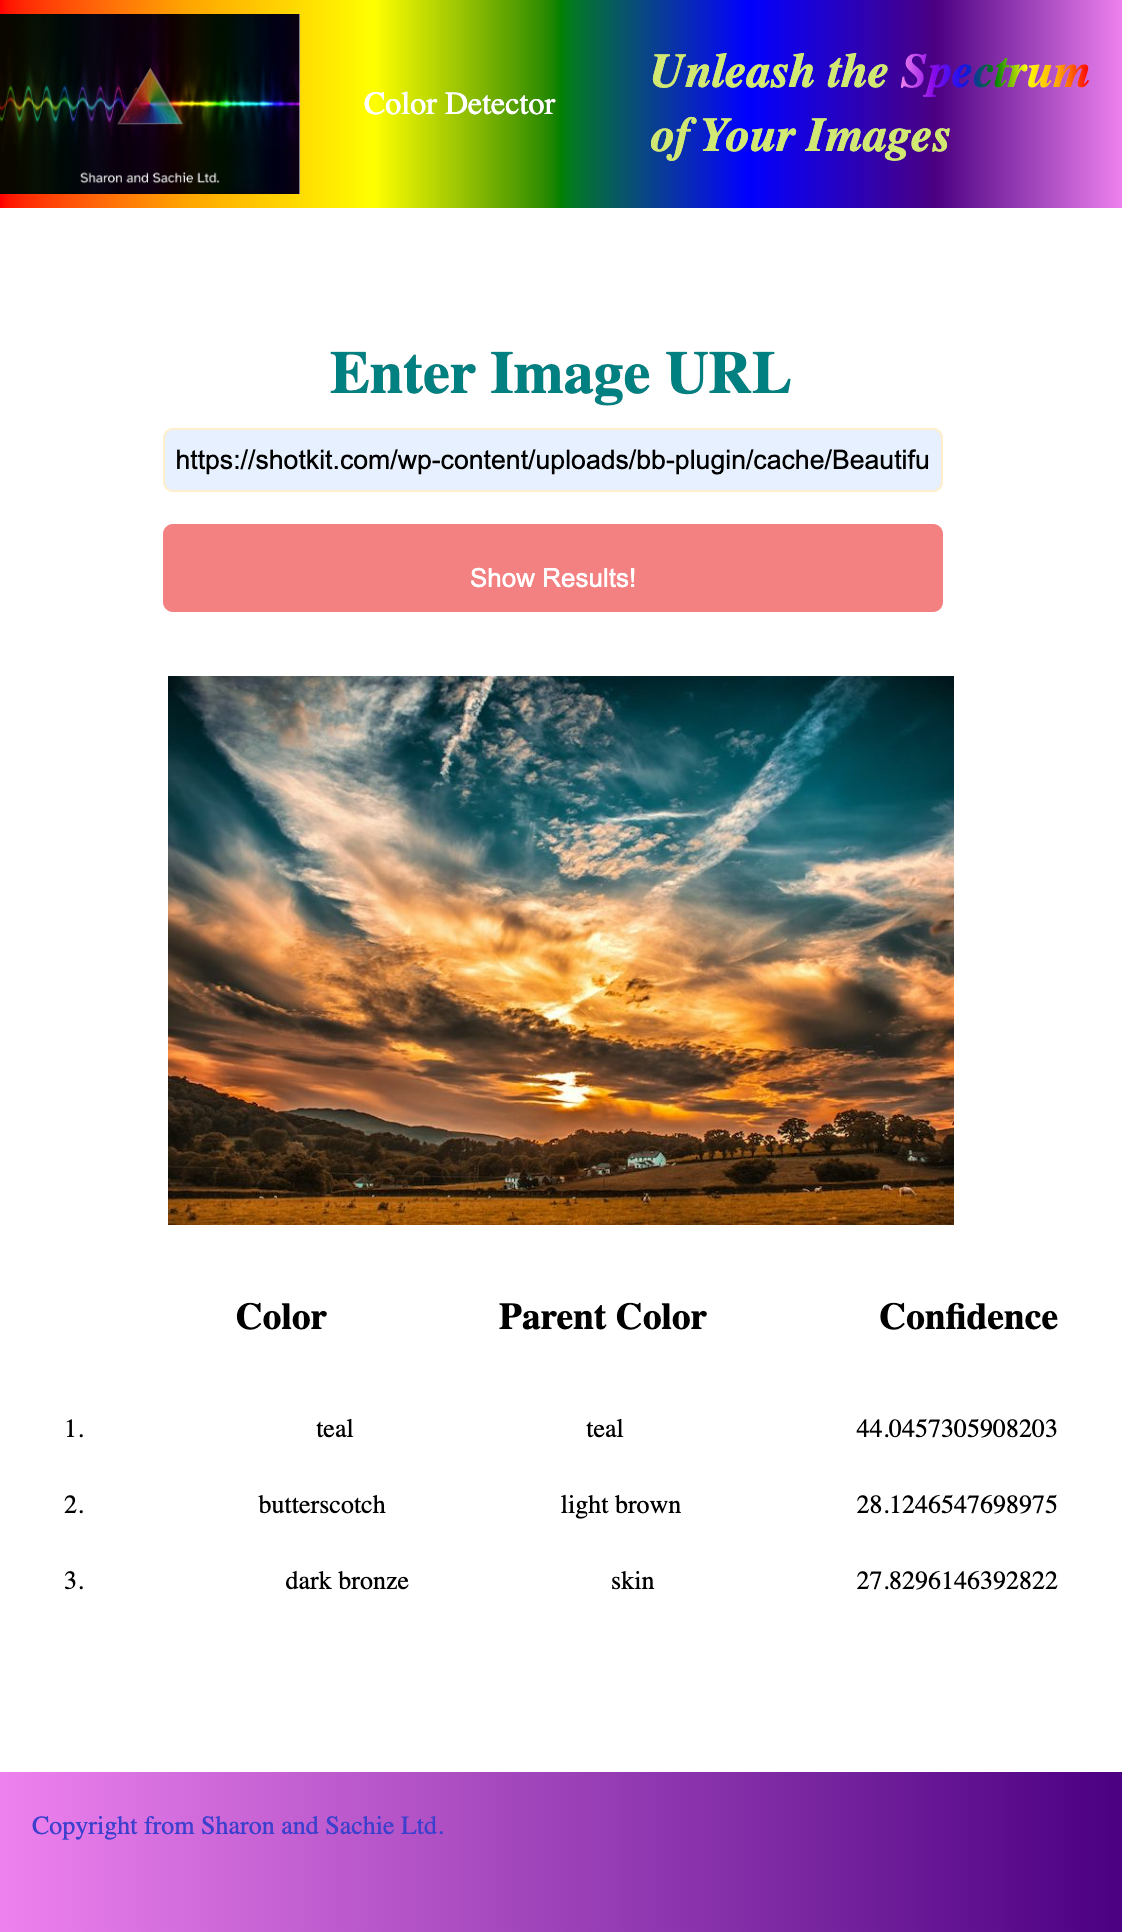 Sharon and Sachie Ltd.
Color Detector
Unleash the Spectrum
of Your Images
Enter Image URL
https://shotkit.com/wp-content/uploads/bb-plugin/cache/Beautifu
Show Results!
Color Parent Color Confidence
1. teal teal 44.0457305908203
2. butterscotch light brown 28.1246547698975
3. dark bronze skin 27.8296146392822
Copyright from Sharon and Sachie Ltd.